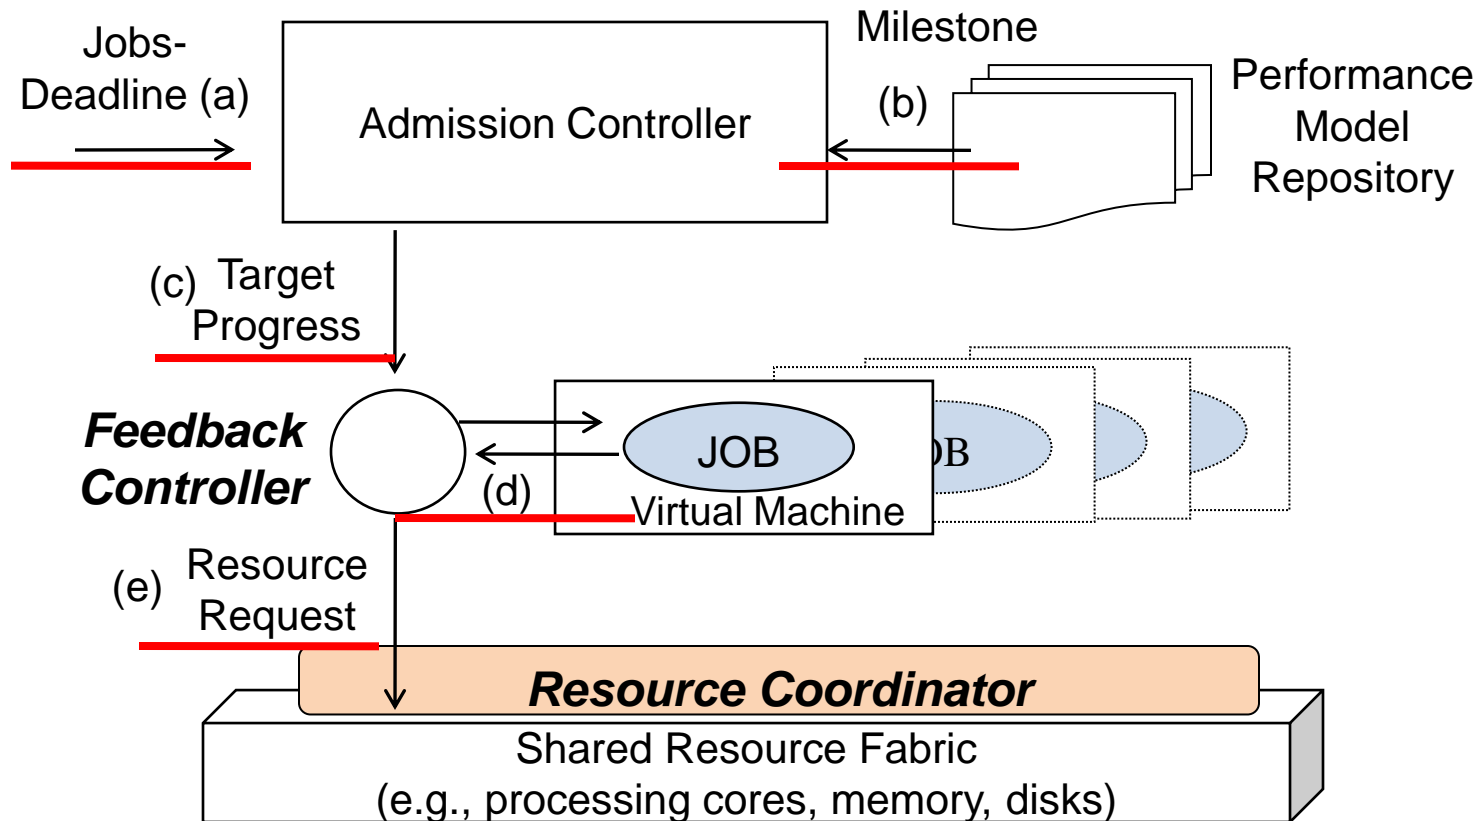 Jobs-
Deadline (a)
Admission Controller
Milestone
(b)
Performance
Model
Repository
(c) Target
Progress
Feedback
Controller
(d)
JOB
Virtual Machine
OB
(e) Resource
Request
Resource Coordinator
Shared Resource Fabric
(e.g., processing cores, memory, disks)